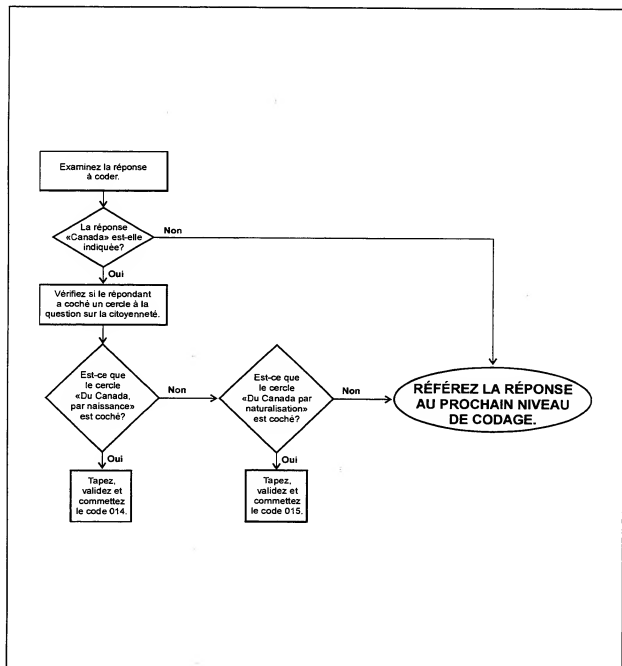 Examinez la réponse
à coder.
La réponse
«Canada» est-elle
indiquée?
Non
Oui
Vérifiez si le répondant
a coché un cercle à la
question sur la citoyenneté.
Est-ce que
le cercle
«Du Canada,
par naissance»
est coché?
Non
Est-ce que
le cercle
«Du Canada par
naturalisation»
est coché?
Non
RÉFÉREZ LA RÉPONSE
AU PROCHAIN NIVEAU
DE CODAGE.
Oui
Oui
Tapez,
validez et
commettez
le code 014.
Tapez,
validez et
commettez
le code 015.